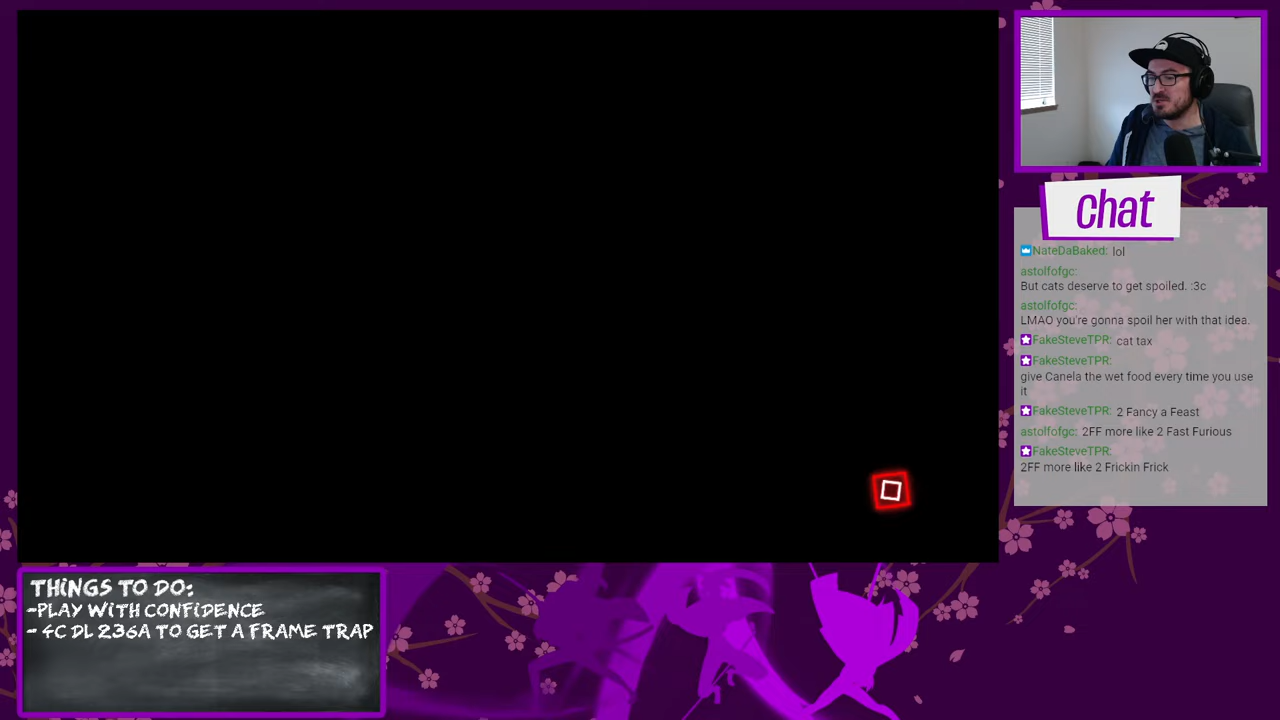 Chat
NateDaBaked: lol
astolfofgc:
But cats deserve to get spoiled. :3c
astolfofgc:
LMAO you're gonna spoil her with that idea.
FakeSteveTPR: cat tax
FakeSteveTPR:
give Canela the wet food every time you use
it
FakeSteveTPR: 2 Fancy a Feast
astolfofgc: 2FF more like 2 Fast Furious
FakeSteveTPR:
2FF more like 2 Frickin Frick
THINGS TO DO:
-PLAY WITH CONFIDENCE
- 4C DL 236A TO GET A FRAME TRAP